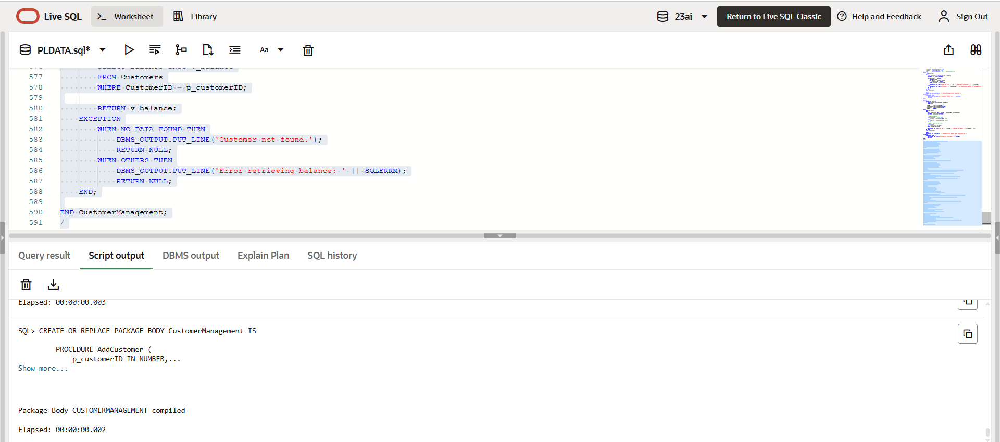 Live SQL
Worksheet
Library
23ai
Return to Live SQL Classic
Help and Feedback
Sign Out
PLDATA.sql*
Aa
577 FROM Customers
578 WHERE CustomerID = p_customerID;
579
580 RETURN v_balance;
581 EXCEPTION
582 WHEN NO_DATA_FOUND THEN
583 DBMS_OUTPUT.PUT_LINE('Customer not found.');
584 RETURN NULL;
585 WHEN OTHERS THEN
586 DBMS_OUTPUT.PUT_LINE('Error retrieving balance: ' || SQLERRM);
587 RETURN NULL;
588 END;
589
590 END CustomerManagement;
591 /
Query result
Script output
DBMS output
Explain Plan
SQL history
Elapsed: 00:00:00.003
SQL> CREATE OR REPLACE PACKAGE BODY CustomerManagement IS
PROCEDURE AddCustomer (
p_customerID IN NUMBER,...
Show more...
Package Body CUSTOMERMANAGEMENT compiled
Elapsed: 00:00:00.002